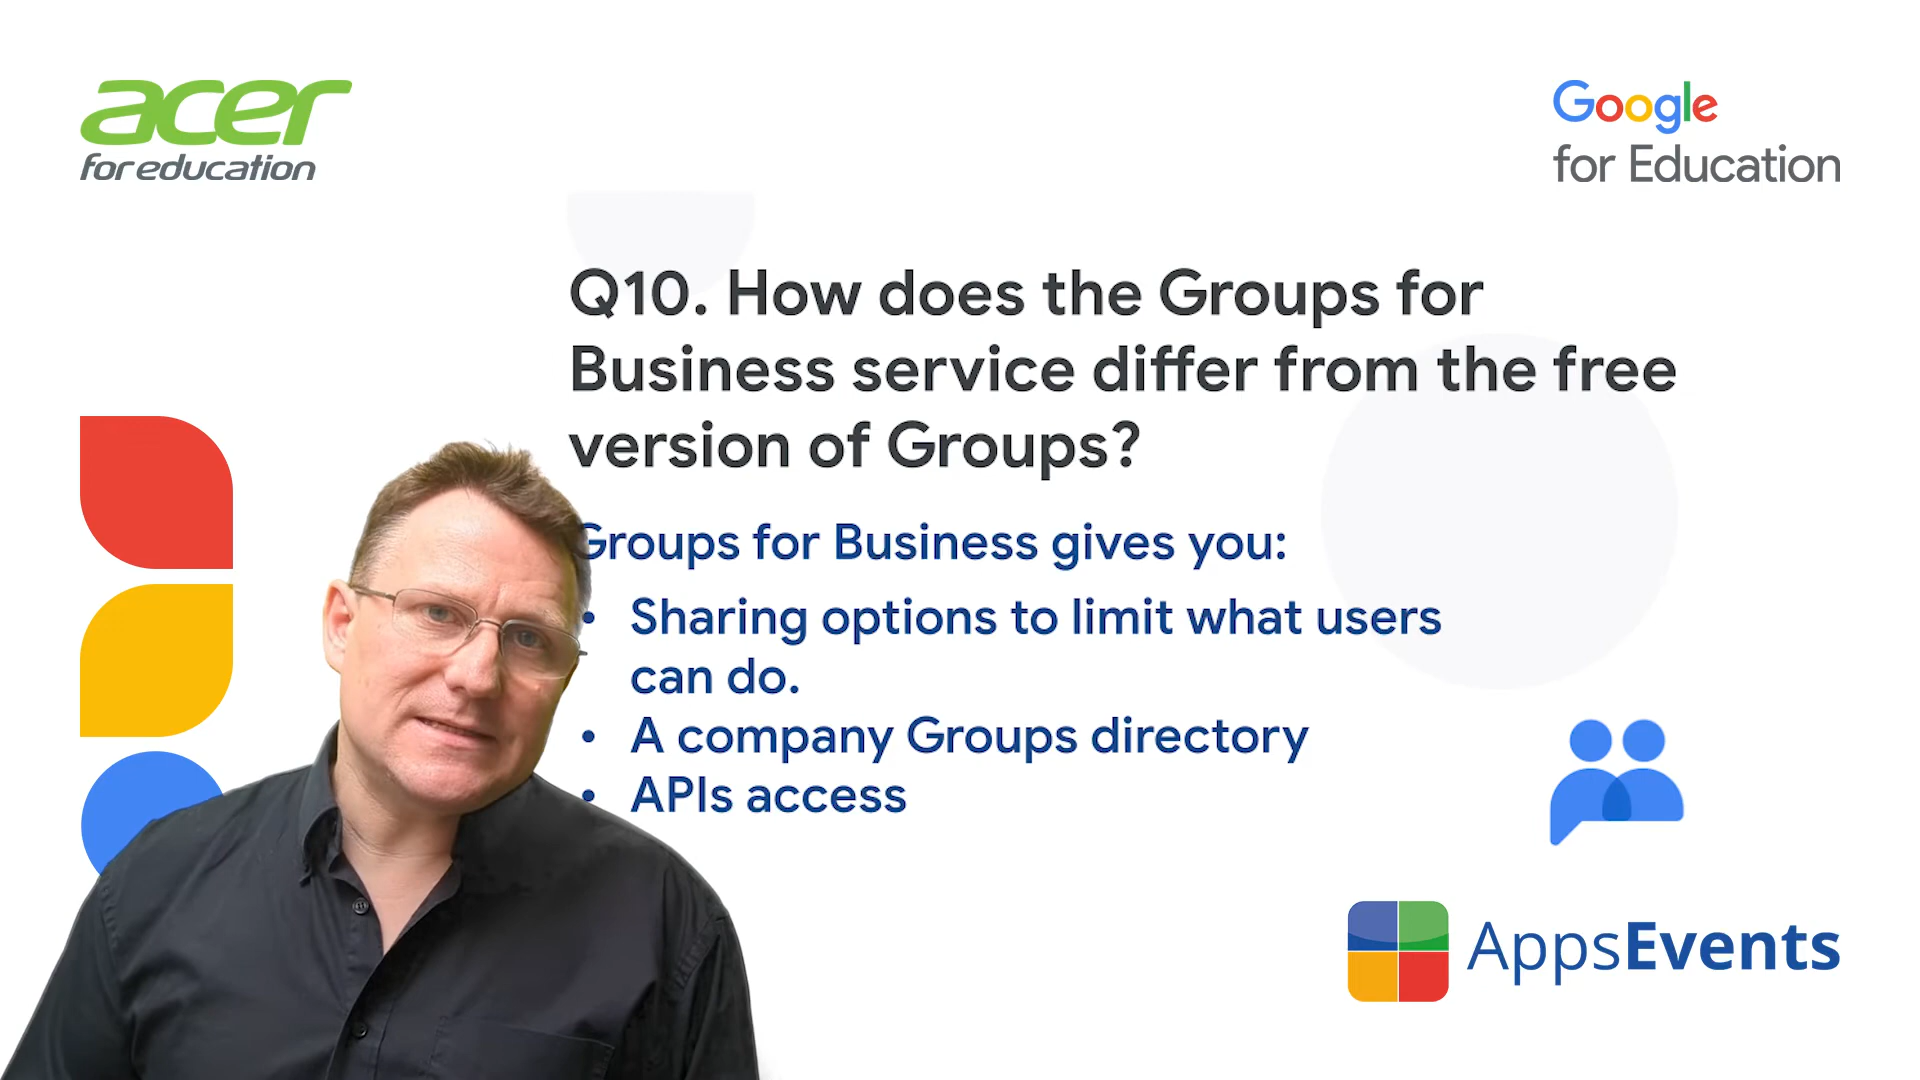 acer
for education
Google
for Education
Q10. How does the Groups for
Business service differ from the free
version of Groups?
Groups for Business gives you:
• Sharing options to limit what users
can do.
• A company Groups directory
• APIs access
AppsEvents